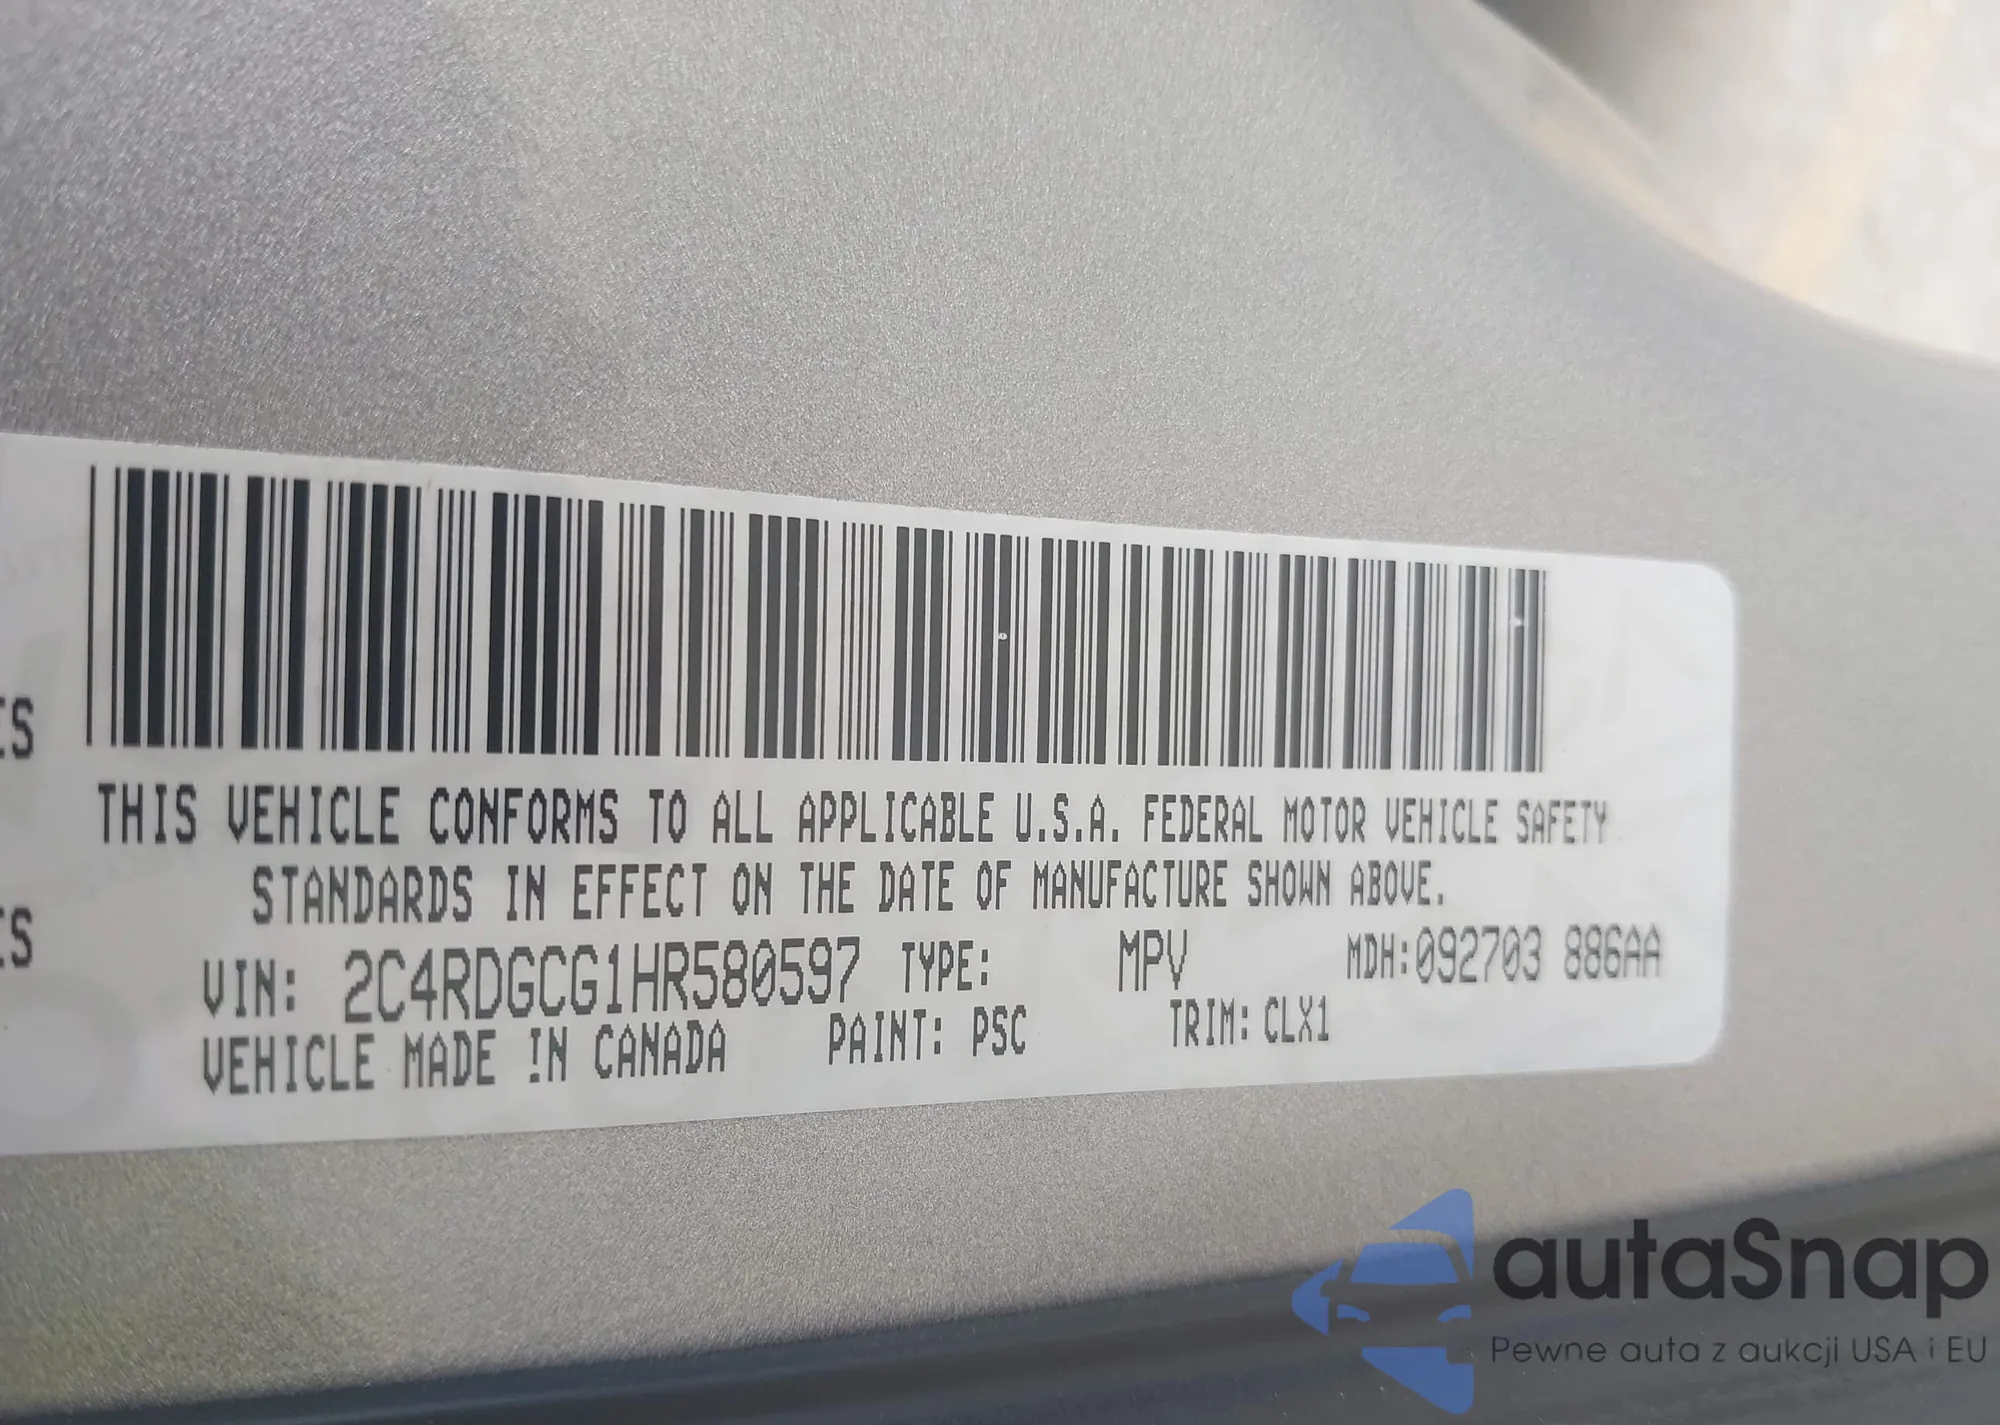 ES
THIS VEHICLE CONFORMS TO ALL APPLICABLE U.S.A. FEDERAL MOTOR VEHICLE SAFETY
STANDARDS IN EFFECT ON THE DATE OF MANUFACTURE SHOWN ABOVE.
ES
VIN: 2C4RDGCG1HR580597 TYPE: MPV MDH:092703 886AA
VEHICLE MADE IN CANADA PAINT: PSC TRIM: CLX1
autaSnap
Pewne auta z aukcji USA i EU